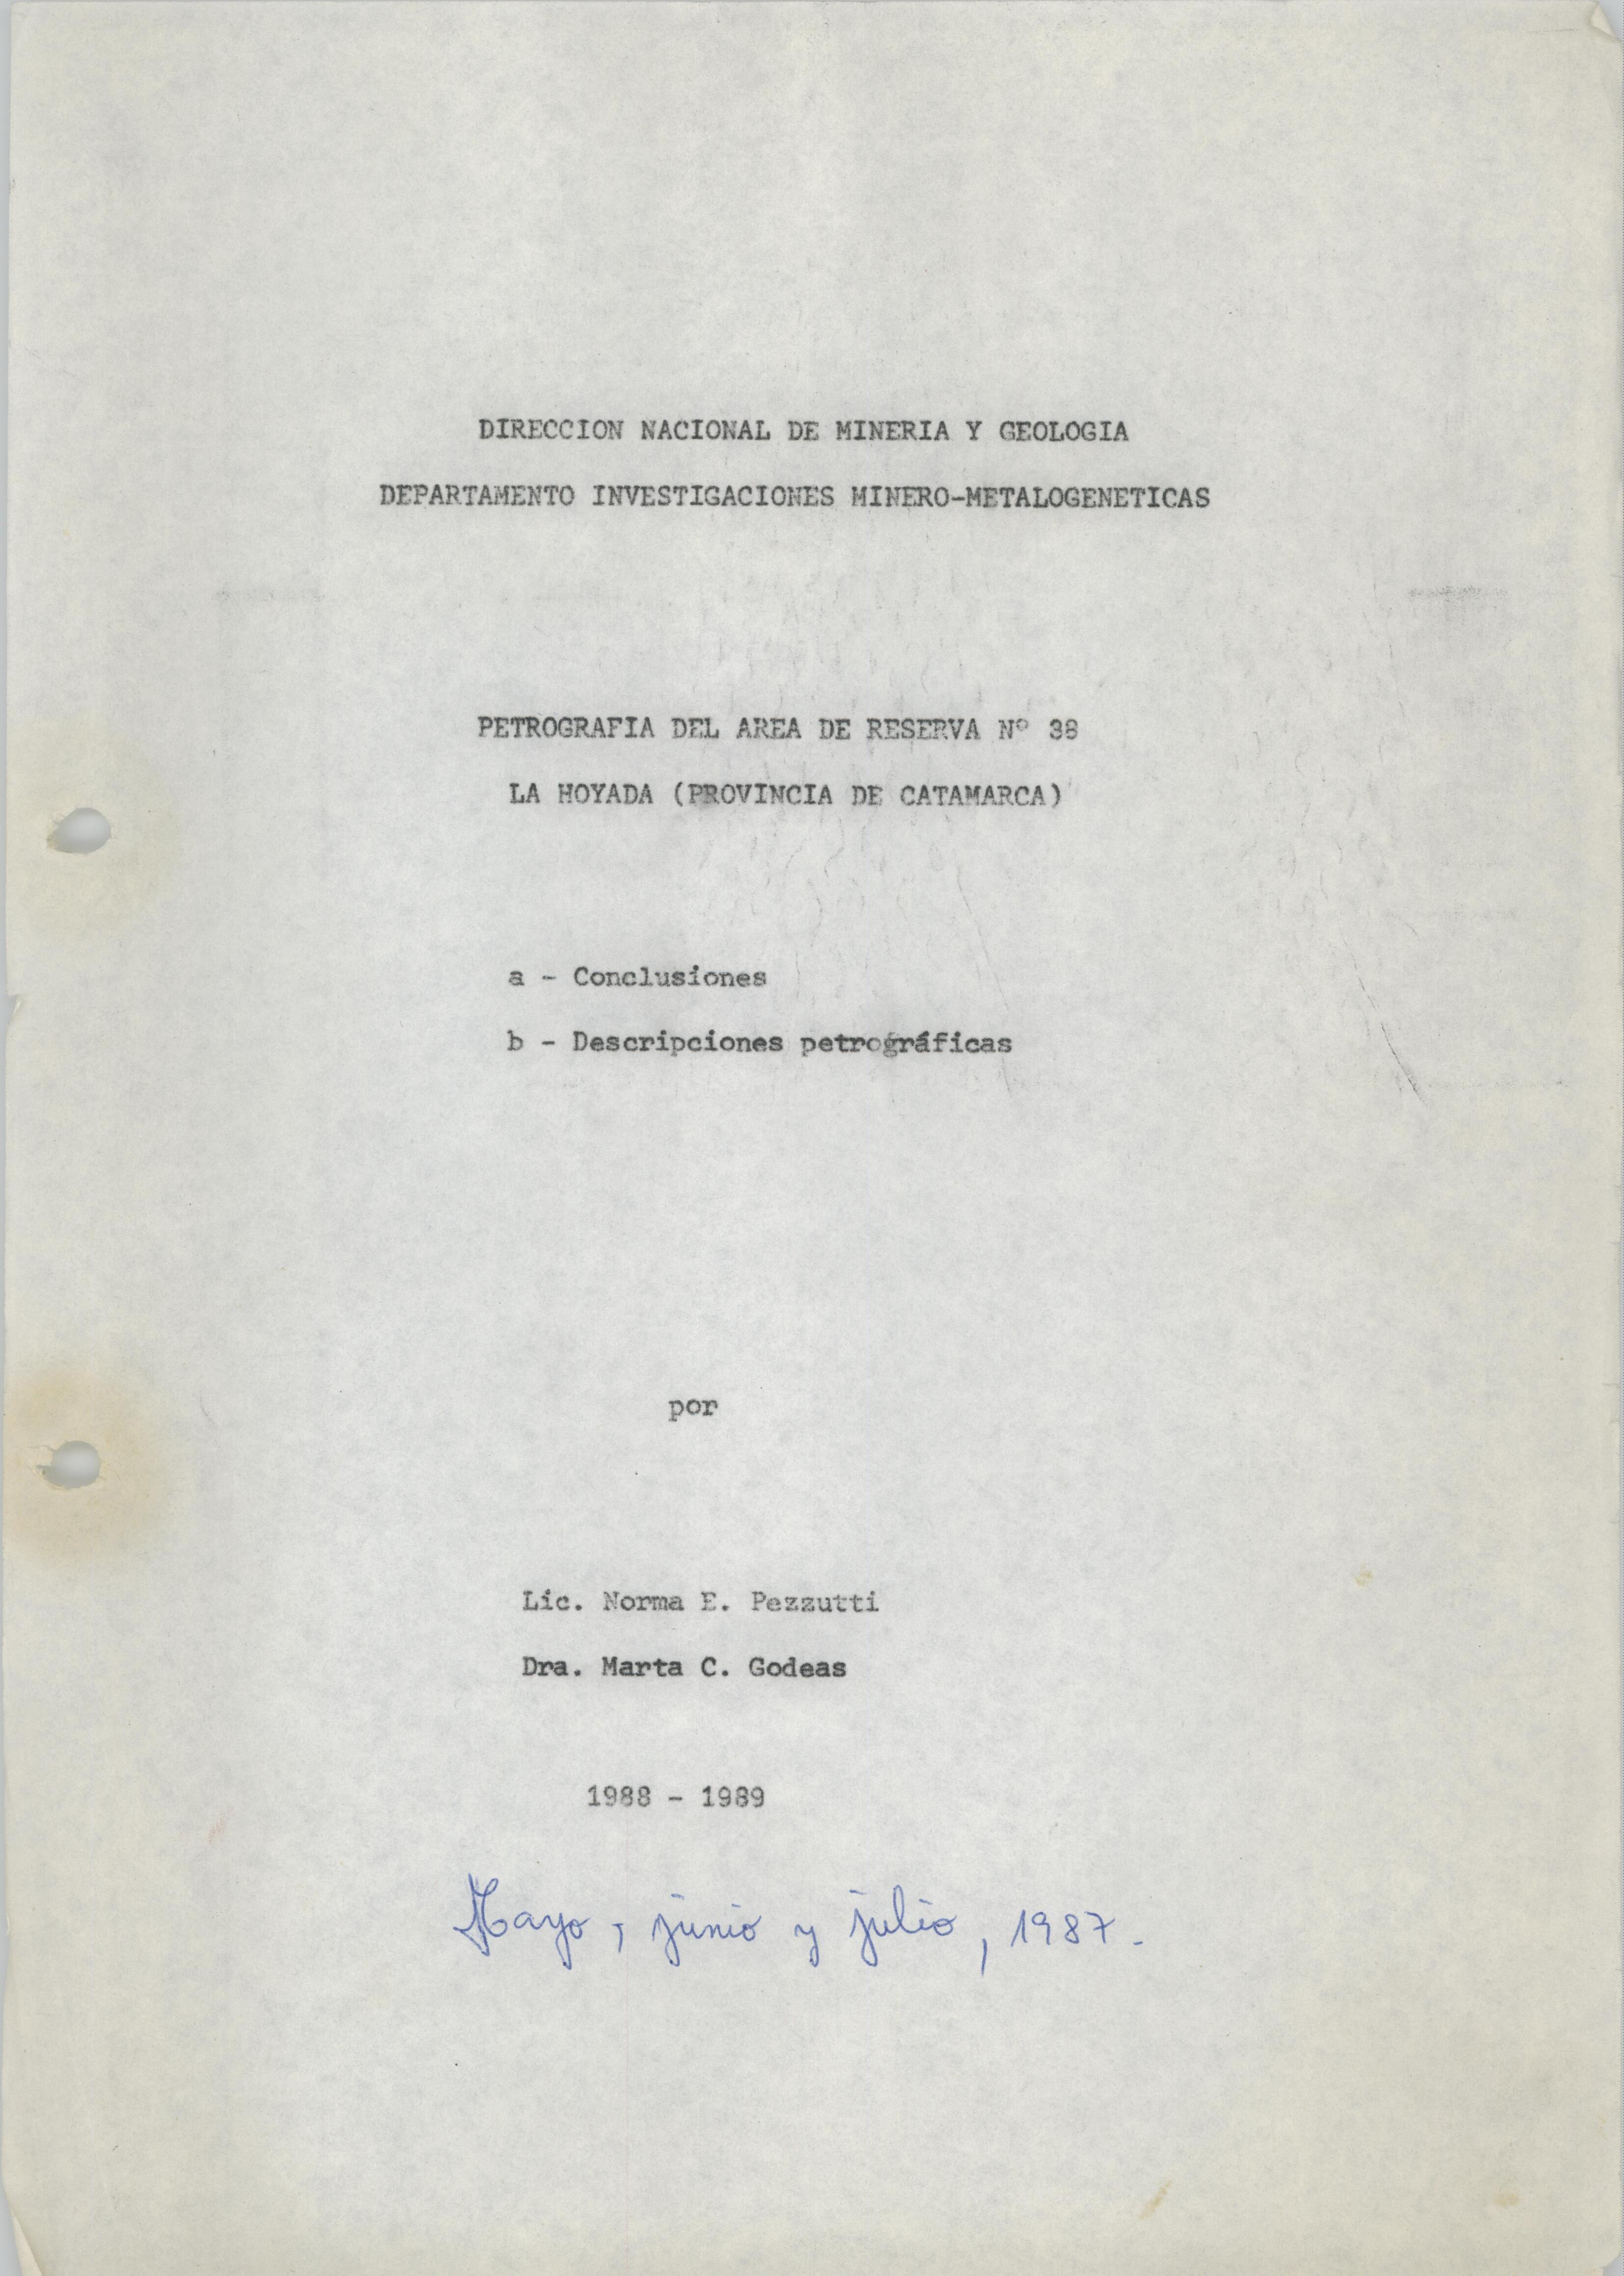 DIRECCION NACIONAL DE MINERIA Y GEOLOGIA
DEPARTAMENTO INVESTIGACIONES MINERO-METALOGENETICAS
PETROGRAFIA DEL AREA DE RESERVA Nº 38
LA HOYADA (PROVINCIA DE CATAMARCA)
a - Conclusiones
b - Descripciones petrográficas
por
Lic. Norma E. Pezzutti
Dra. Marta C. Godeas
1988 - 1989
Mayo, junio y julio, 1987.